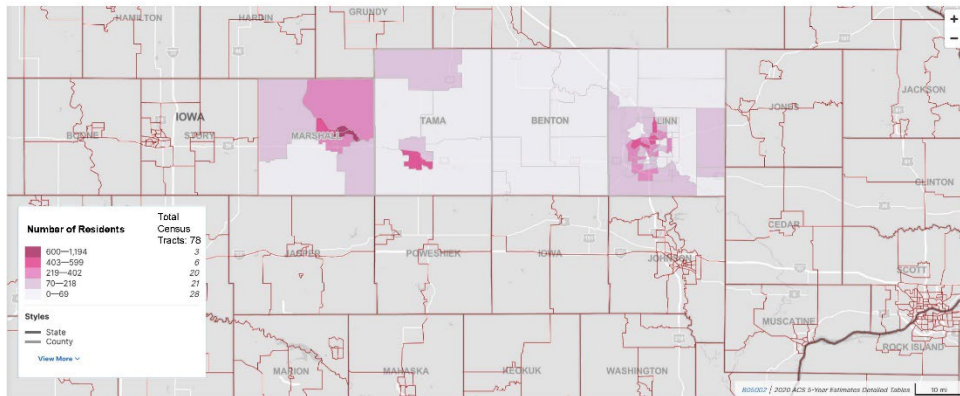 HAMILTON
HARDIN
GRUNDY
+
−
IOWA
BOONE
STORY
MARSHALL
TAMA
BENTON
LINN
JONES
JACKSON
CLINTON
CEDAR
JASPER
POWESHIEK
IOWA
JOHNSON
SCOTT
MUSCATINE
ROCK ISLAND
MARION
MAHASKA
KEOKUK
WASHINGTON
Number of Residents
Total Census Tracts: 78
600—1,194 3
403—599 6
219—402 20
70—218 21
0—69 28
Styles
State
County
View More
B05002 / 2020 ACS 5-Year Estimates Detailed Tables
10 mi